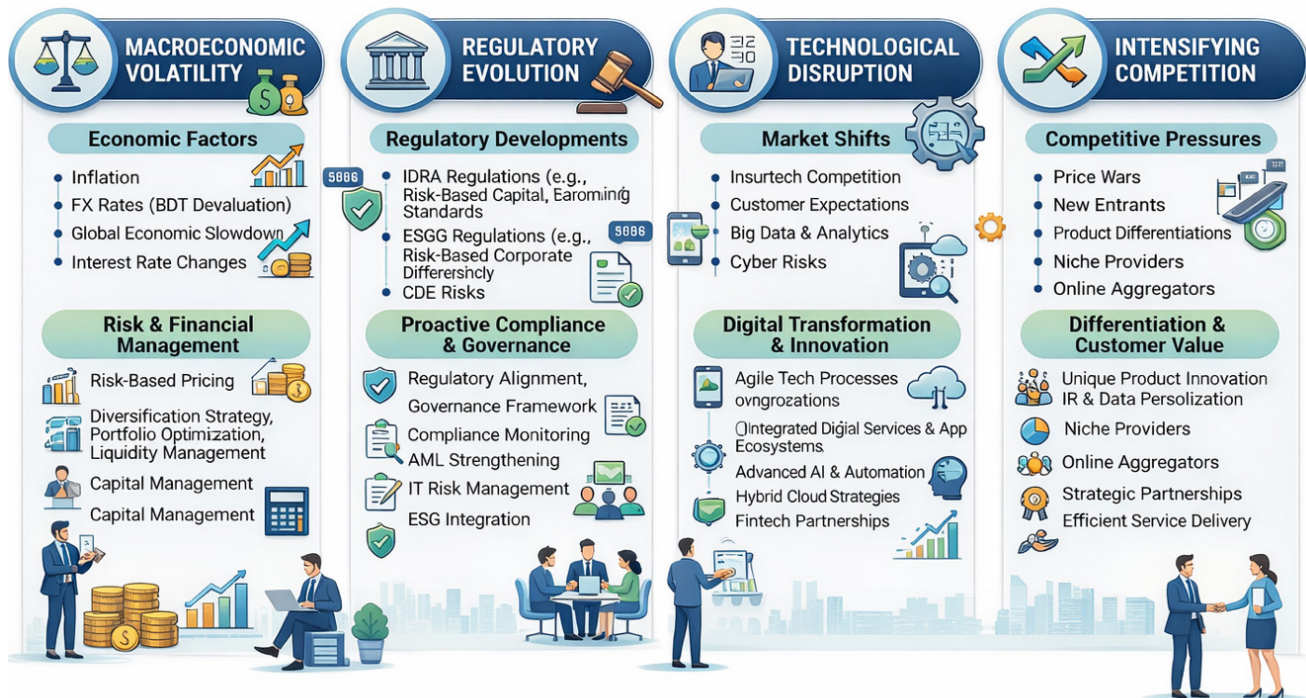 MACROECONOMIC
VOLATILITY
Economic Factors
Inflation
FX Rates (BDT Devaluation)
Global Economic Slowdown
Interest Rate Changes
Risk & Financial
Management
Risk-Based Pricing
Diversification Strategy,
Portfolio Optimization,
Liquidity Management
Capital Management
Capital Management
REGULATORY
EVOLUTION
Regulatory Developments
IDRA Regulations (e.g.,
Risk-Based Capital,
Standards
ESGG Regulations (e.g.,
Risk-Based Corporate
CDE Risks
Proactive Compliance
& Governance
Regulatory Alignment,
Governance Framework
Compliance Monitoring
AML Strengthening
IT Risk Management
ESG Integration
TECHNOLOGICAL
DISRUPTION
Market Shifts
Insurtech Competition
Customer Expectations
Big Data & Analytics
Cyber Risks
Digital Transformation
& Innovation
Agile Tech Processes
Services & App
Ecosystems,
Advanced AI & Automation
Hybrid Cloud Strategies
Fintech Partnerships
INTENSIFYING
COMPETITION
Competitive Pressures
Price Wars
New Entrants
Product Differentiations
Niche Providers
Online Aggregators
Differentiation &
Customer Value
Unique Product Innovation
IR & Data Persolization
Niche Providers
Online Aggregators
Strategic Partnerships
Efficient Service Delivery